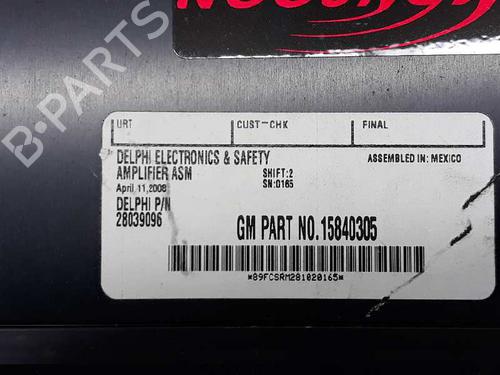 B-PARTS
URT CUST-CHK FINAL
DELPHI ELECTRONICS & SAFETY ASSEMBLED IN: MEXICO
AMPLIFIER ASM SHIFT:2
April 11,2008 SN:0165
DELPHI P/N
28039096 GM PART NO.15840305
*89FCSRM281020165*